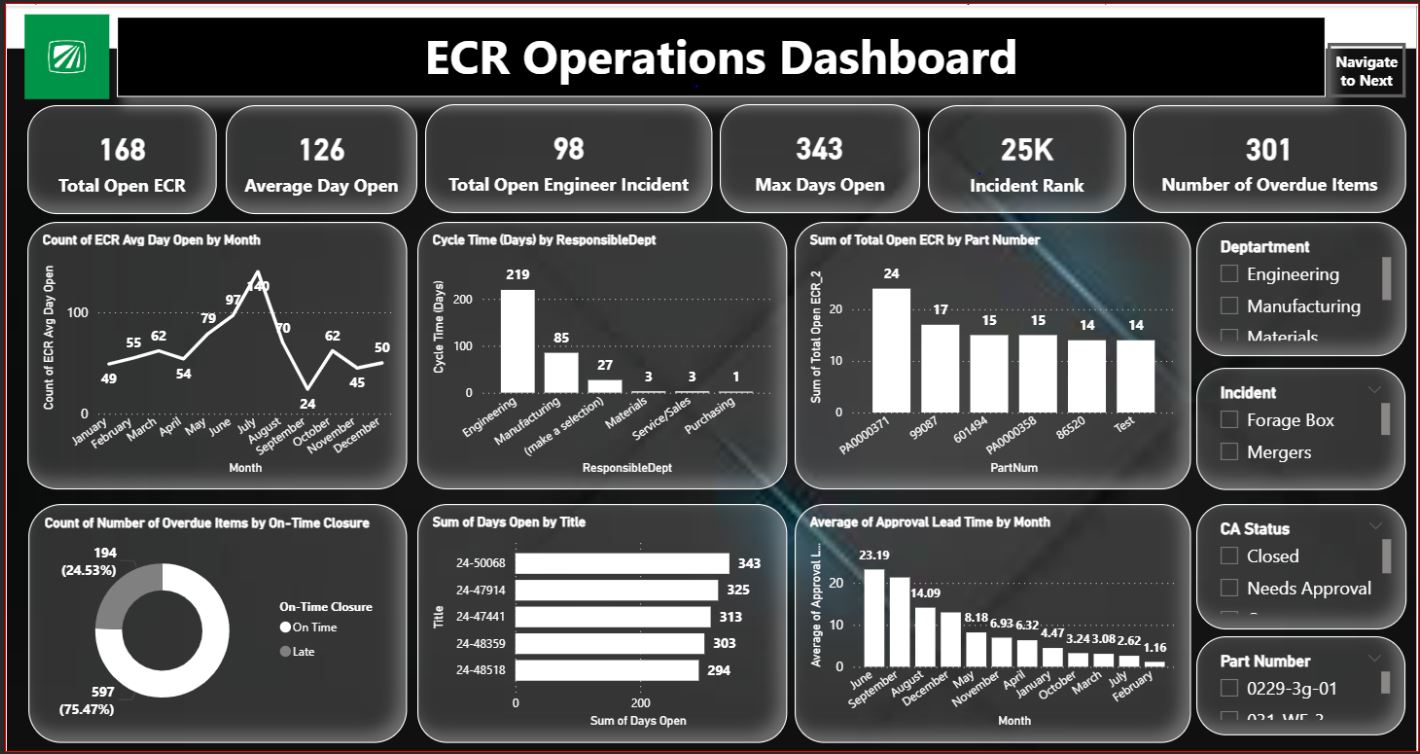 ECR Operations Dashboard
Navigate
to Next
168
Total Open ECR
126
Average Day Open
98
Total Open Engineer Incident
343
Max Days Open
25K
Incident Rank
301
Number of Overdue Items
Count of ECR Avg Day Open by Month
Count of ECR Avg Day Open
100
0
49
55
62
54
79
97
140
70
24
62
45
50
January
February
March
April
May
June
July
August
September
October
November
December
Month
Cycle Time (Days) by ResponsibleDept
Cycle Time (Days)
200
100
0
219
85
27
3
3
1
Engineering
Manufacturing
(make a selection)
Materials
Service/Sales
Purchasing
ResponsibleDept
Sum of Total Open ECR by Part Number
Sum of Total Open ECR_2
20
10
0
24
17
15
15
14
14
PA0000371
99087
601494
PA0000358
86520
Test
PartNum
Deptartment
Engineering
Manufacturing
Materials
Incident
Forage Box
Mergers
Count of Number of Overdue Items by On-Time Closure
194
(24.53%)
597
(75.47%)
On-Time Closure
On Time
Late
Sum of Days Open by Title
Title
24-50068
343
24-47914
325
24-47441
313
24-48359
303
24-48518
294
0
200
Sum of Days Open
Average of Approval Lead Time by Month
Average of Approval L...
20
10
0
23.19
14.09
8.18
6.93
6.32
4.47
3.24
3.08
2.62
1.16
June
September
August
December
May
November
April
January
October
March
July
February
Month
CA Status
Closed
Needs Approval
Part Number
0229-3g-01